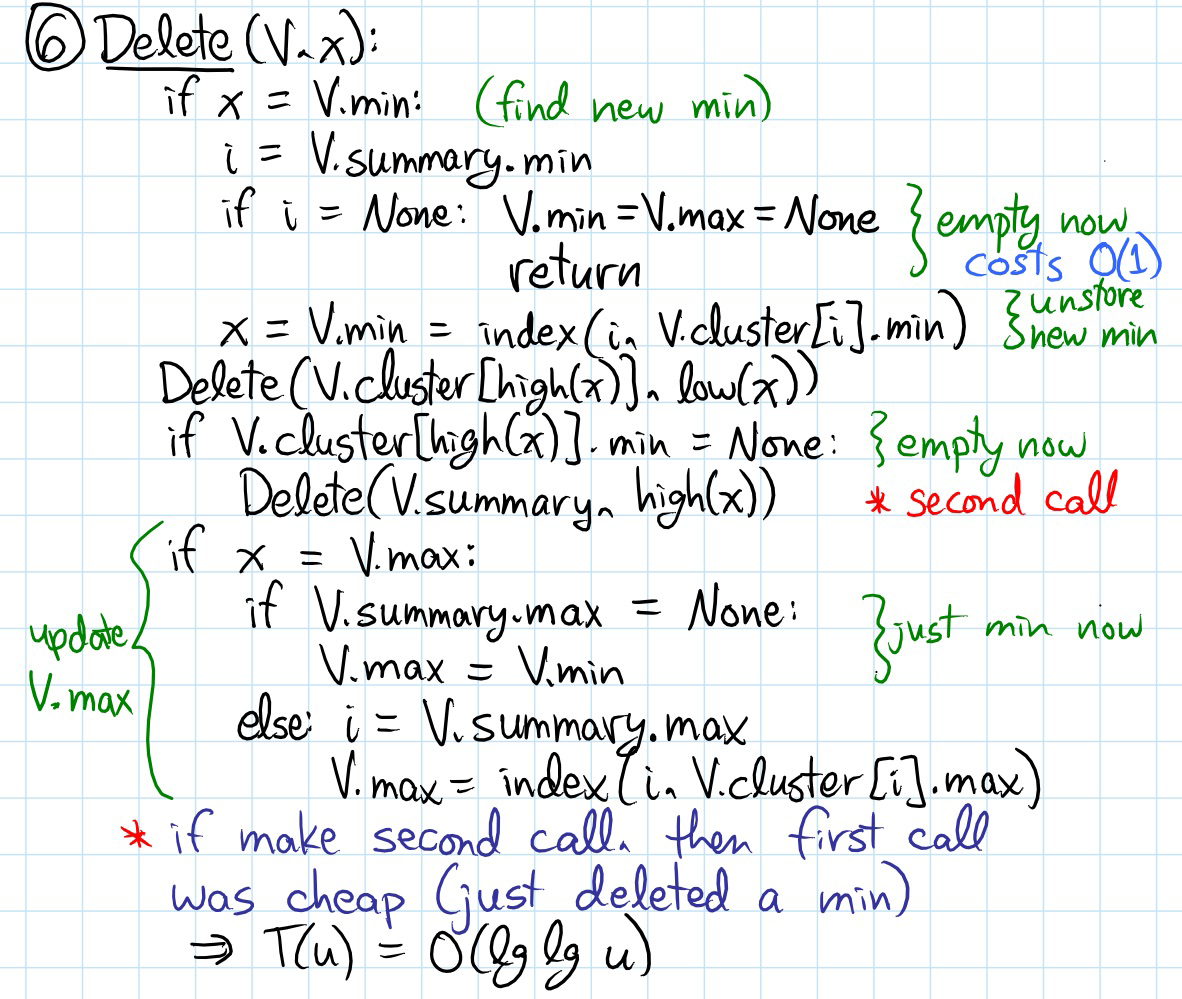 ⑥ Delete (V, x):
if x = V.min: (find new min)
i = V.summary.min
if i = None: V.min = V.max = None } empty now
return costs O(1)
x = V.min = index(i, V.cluster[i].min) } unstore new min
Delete(V.cluster[high(x)], low(x))
if V.cluster[high(x)].min = None: } empty now
Delete(V.summary, high(x)) * second call
if x = V.max:
if V.summary.max = None: } just min now
update V.max = V.min
V.max else: i = V.summary.max
V.max = index(i, V.cluster[i].max)
* if make second call, then first call
was cheap (just deleted a min)
⇒ T(u) = O(lg lg u)